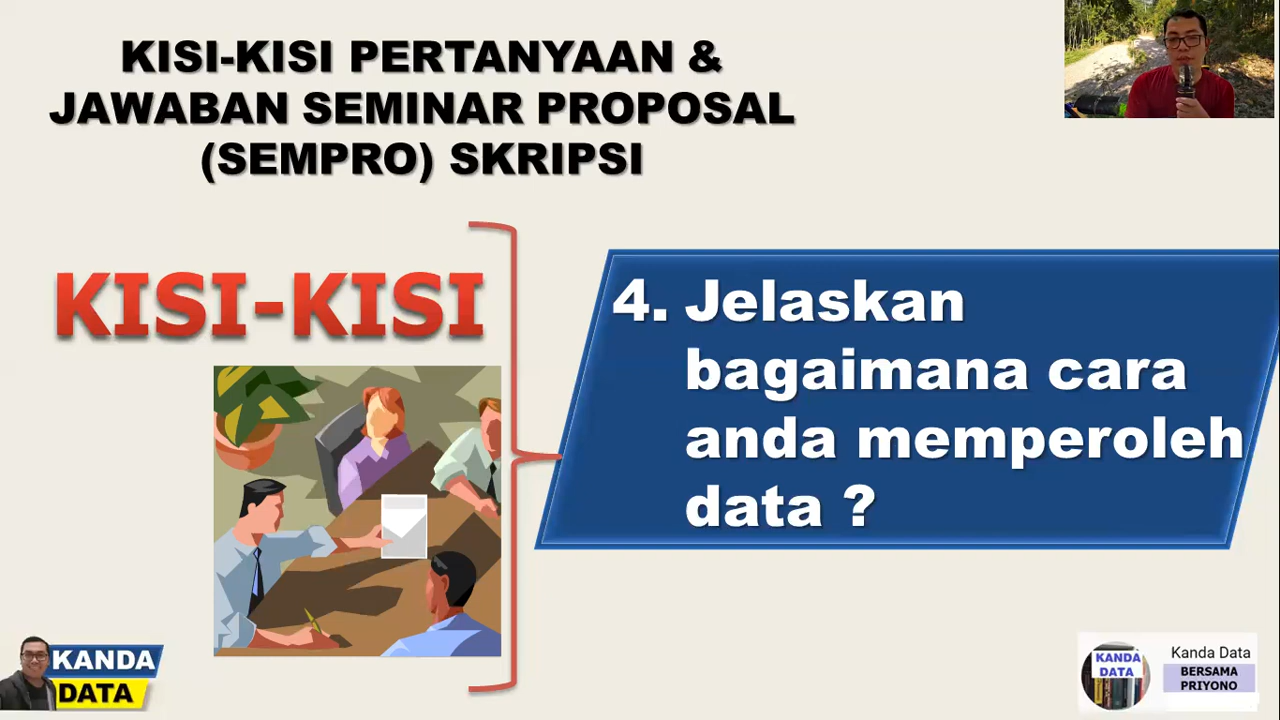 KISI-KISI PERTANYAAN &
JAWABAN SEMINAR PROPOSAL
(SEMPRO) SKRIPSI
KISI-KISI
4. Jelaskan
bagaimana cara
anda memperoleh
data ?
KANDA
DATA
KANDA
DATA
Kanda Data
BERSAMA
PRIYONO